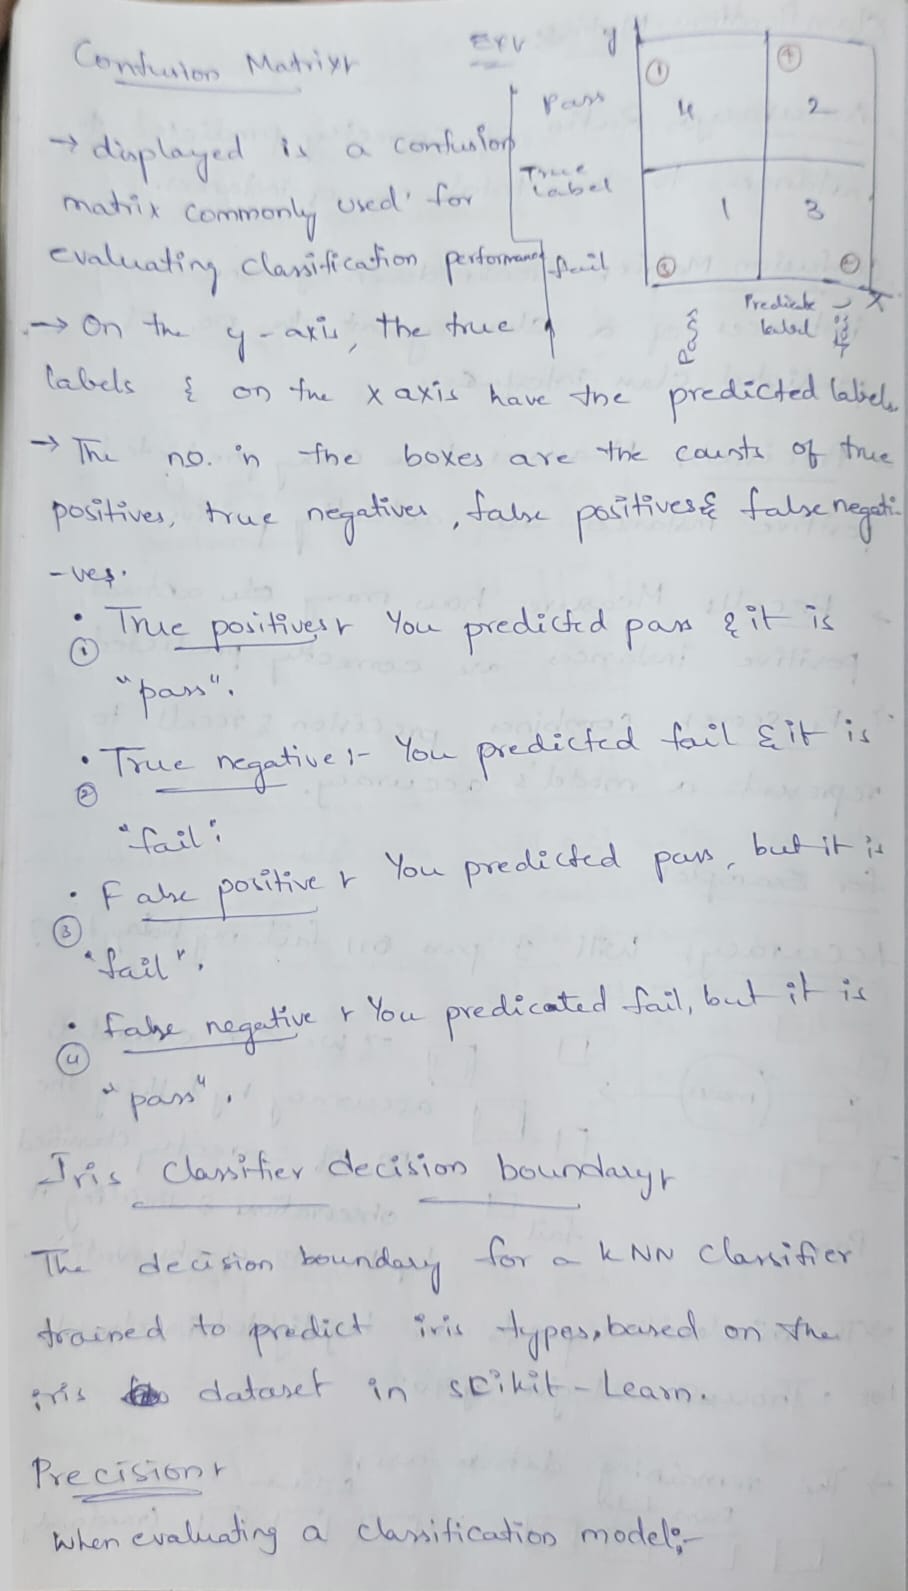 Confusion Matrix:-
Ex:-
y
Pass
① ④
4 2
True
label
1 3
fail
② ③
Predicate
label
x
Pass
fail
→ displayed is a confusion
matrix commonly used for
evaluating classification performance
→ On the y-axis, the true
labels & on the x axis have the predicted labels.
→ The no. in the boxes are the counts of true
positives, true negatives, false positives & false negati-
-ves.
• True positives:- You predicted pass & it is
①
"pass".
• True negative:- You predicted fail & it is
②
"fail".
• False positive:- You predicted pass, but it is
③
"fail".
• false negative:- You predicated fail, but it is
④
"pass".
Iris Classifier decision boundary:-
The decision boundary for a KNN Classifier
trained to predict iris types, based on the
iris dataset in scikit-Learn.
Precision:-
When evaluating a classification model:-